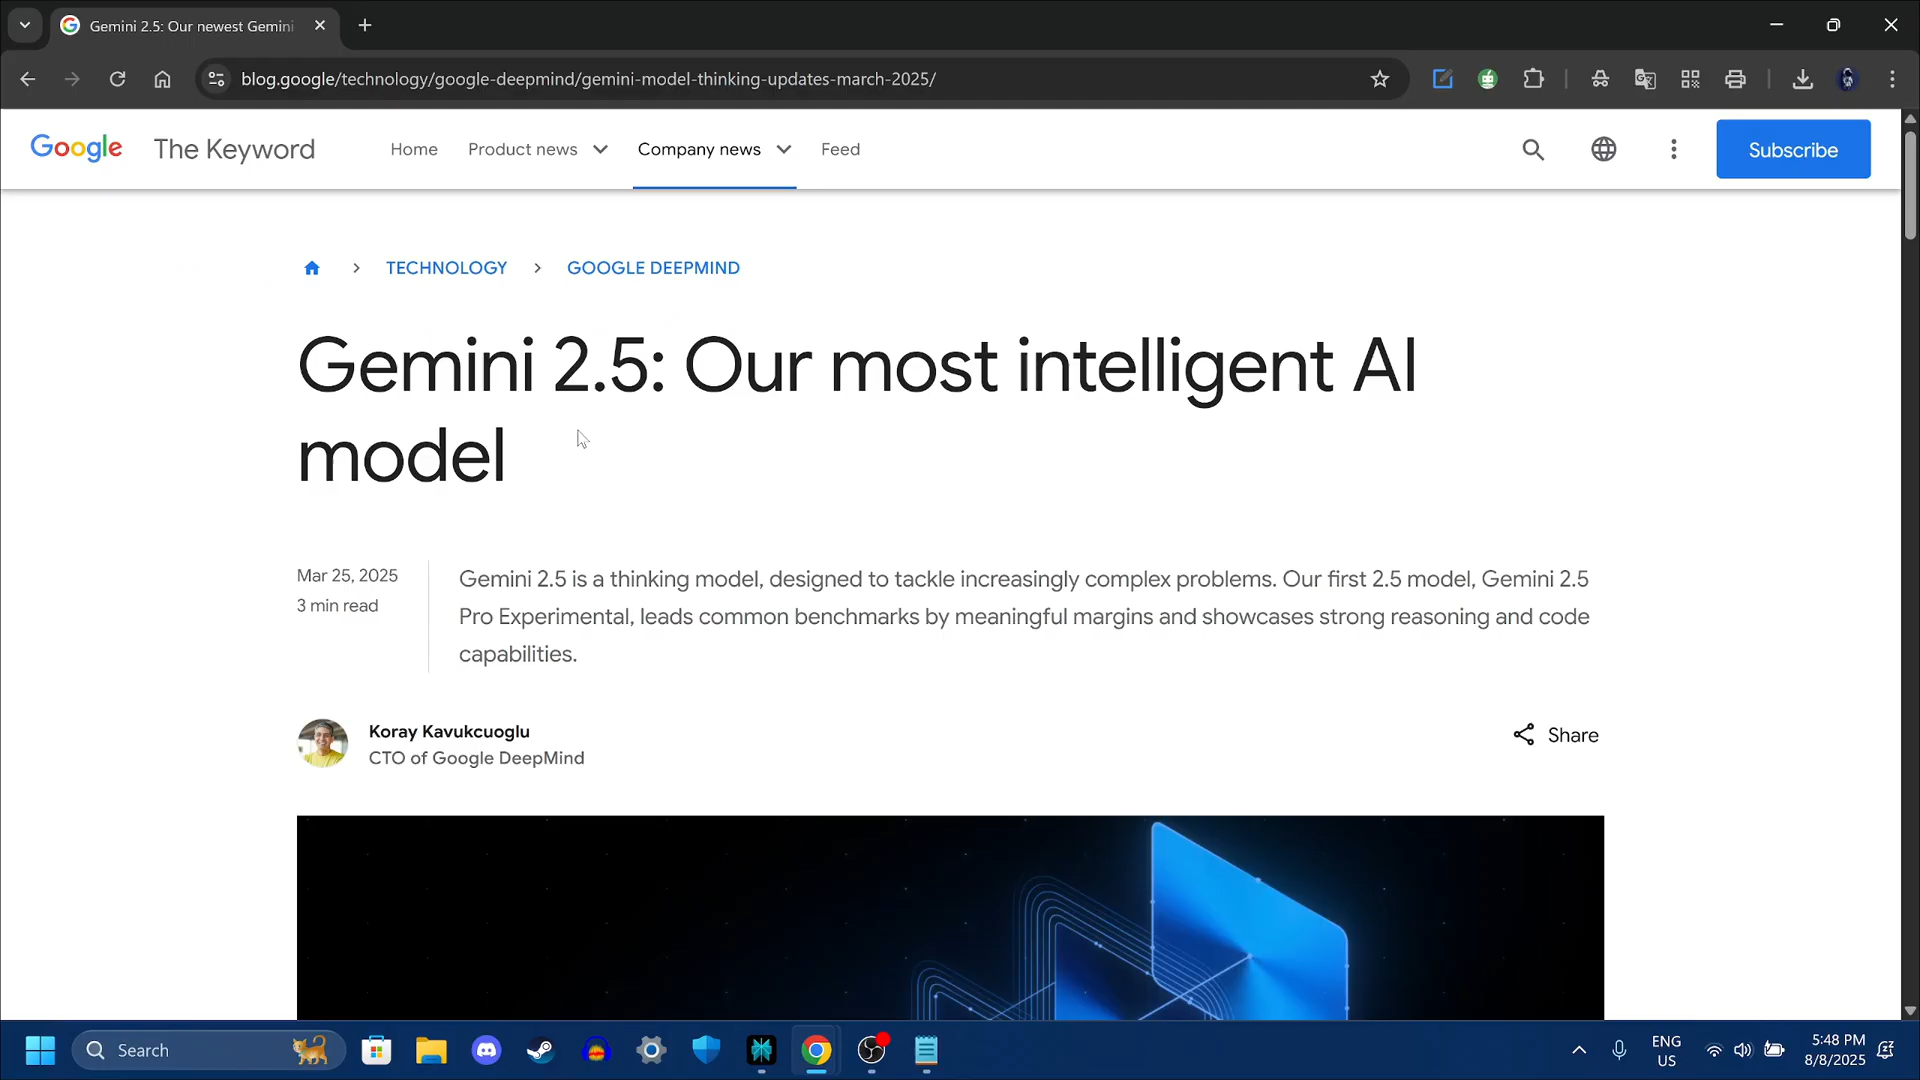 Gemini 2.5: Our newest Gemini
blog.google/technology/google-deepmind/gemini-model-thinking-updates-march-2025/
Google The Keyword Home Product news Company news Feed Subscribe
TECHNOLOGY GOOGLE DEEPMIND
Gemini 2.5: Our most intelligent AI
model
Mar 25, 2025
3 min read
Gemini 2.5 is a thinking model, designed to tackle increasingly complex problems. Our first 2.5 model, Gemini 2.5
Pro Experimental, leads common benchmarks by meaningful margins and showcases strong reasoning and code
capabilities.
Koray Kavukcuoglu
CTO of Google DeepMind
Share
Search
ENG
US
5:48 PM
8/8/2025